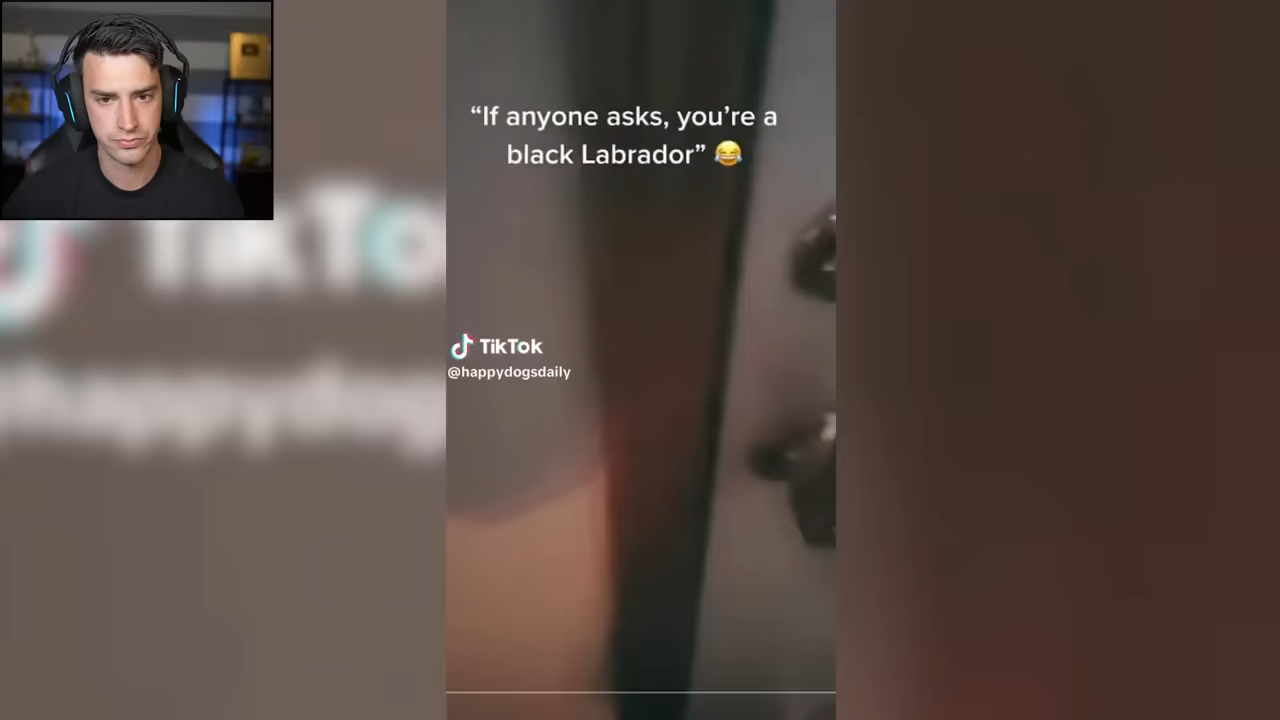 “If anyone asks, you’re a
black Labrador” 😂
TikTok
@happydogsdaily